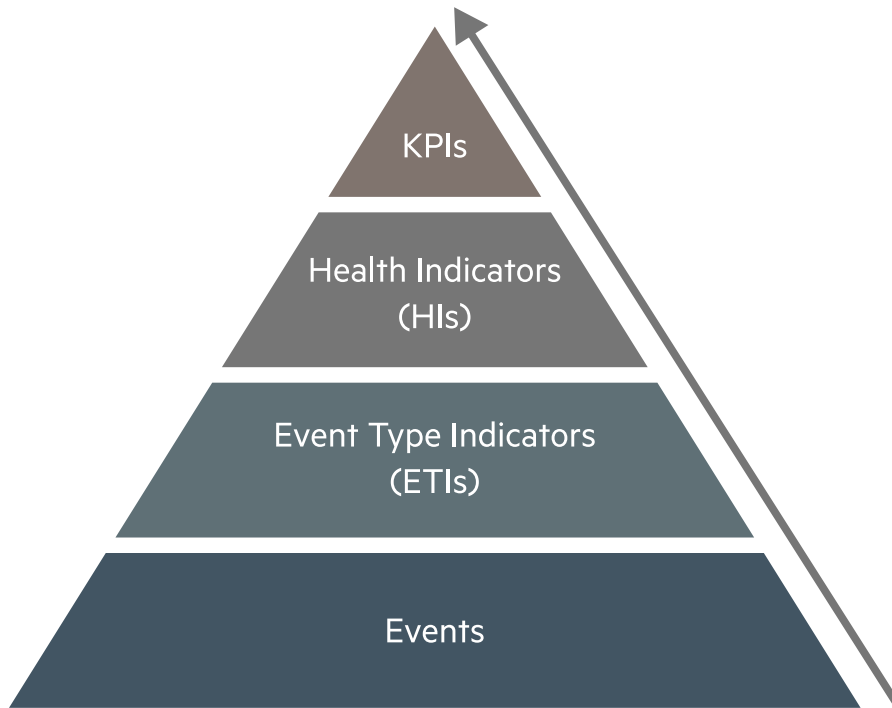 KPIs
Health Indicators
(HIs)
Event Type Indicators
(ETIs)
Events